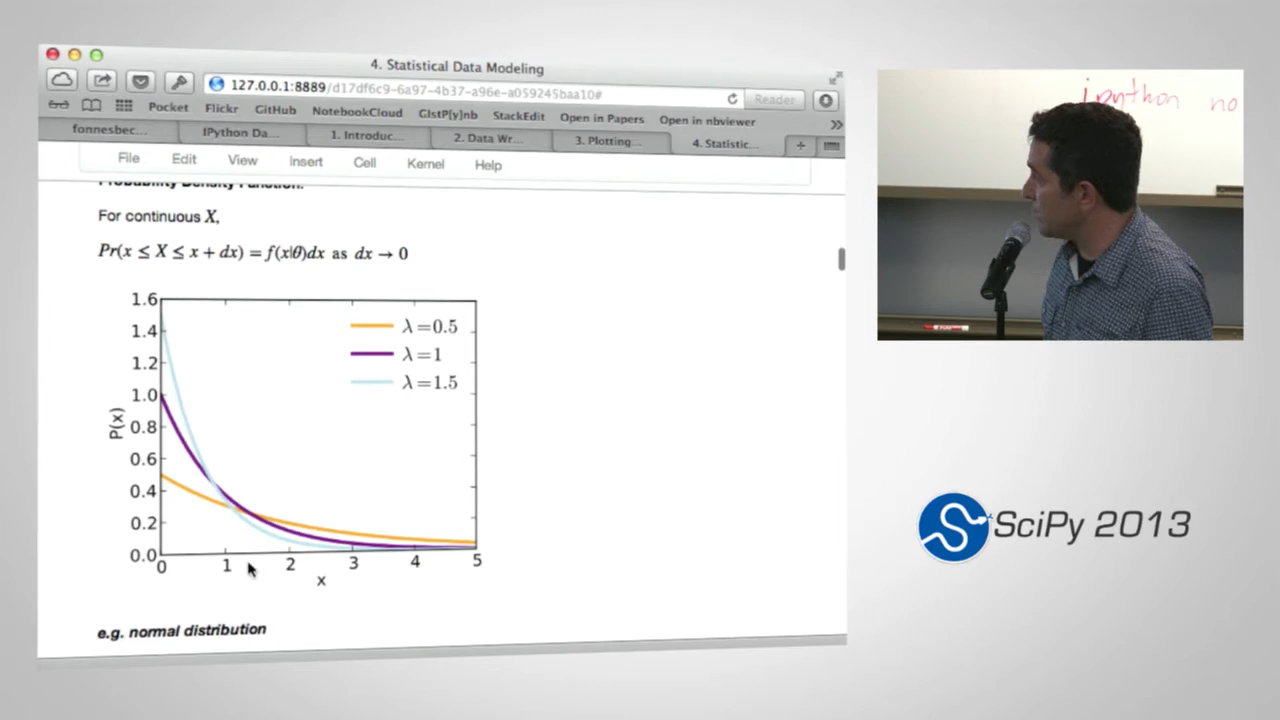 4. Statistical Data Modeling
127.0.0.1:8889/d17df6c9-6a97-4b37-a96e-a059245baa10#
Reader
Pocket Flickr GitHub NotebookCloud GIstP[y]nb StackEdit Open in Papers Open in nbviewer
fonnesbec... IPython Da... 1. Introduc... 2. Data Wr... 3. Plotting... 4. Statistic...
File Edit View Insert Cell Kernel Help
Probability Density Function:
For continuous X,
Pr(x ≤ X ≤ x + dx) = f(x|θ)dx as dx → 0
1.6
1.4
1.2
1.0
0.8
0.6
0.4
0.2
0.0
P(x)
λ=0.5
λ=1
λ=1.5
0 1 2 3 4 5
x
e.g. normal distribution
ipython no
SciPy 2013